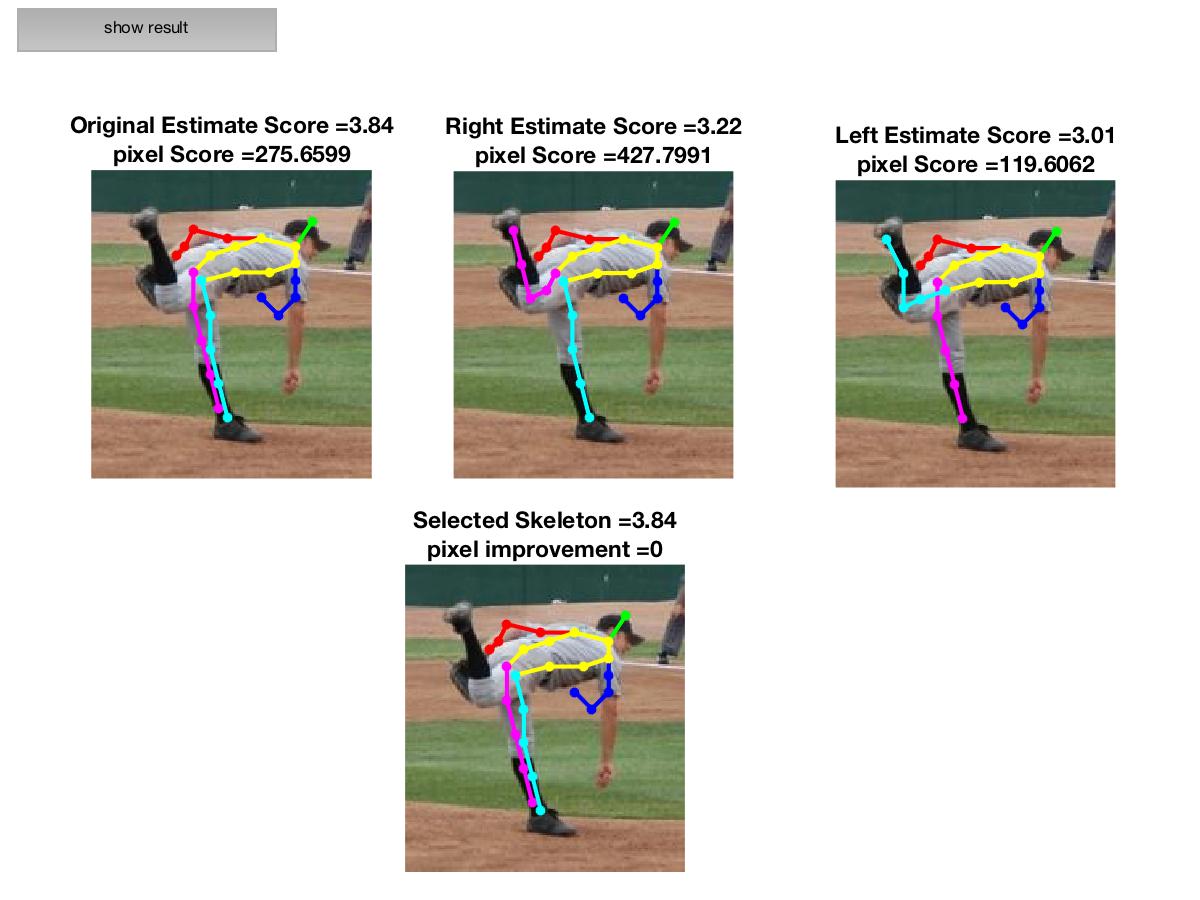 show result
Original Estimate Score =3.84
pixel Score =275.6599
Right Estimate Score =3.22
pixel Score =427.7991
Left Estimate Score =3.01
pixel Score =119.6062
Selected Skeleton =3.84
pixel improvement =0